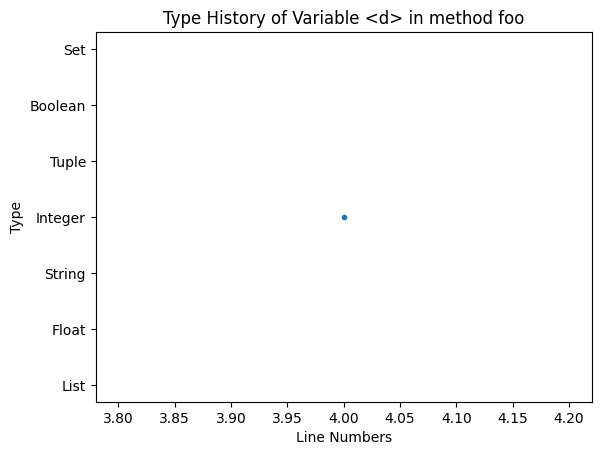 Type History of Variable <d> in method foo
Set
Boolean
Tuple
Integer
String
Float
List
Type
3.80 3.85 3.90 3.95 4.00 4.05 4.10 4.15 4.20
Line Numbers